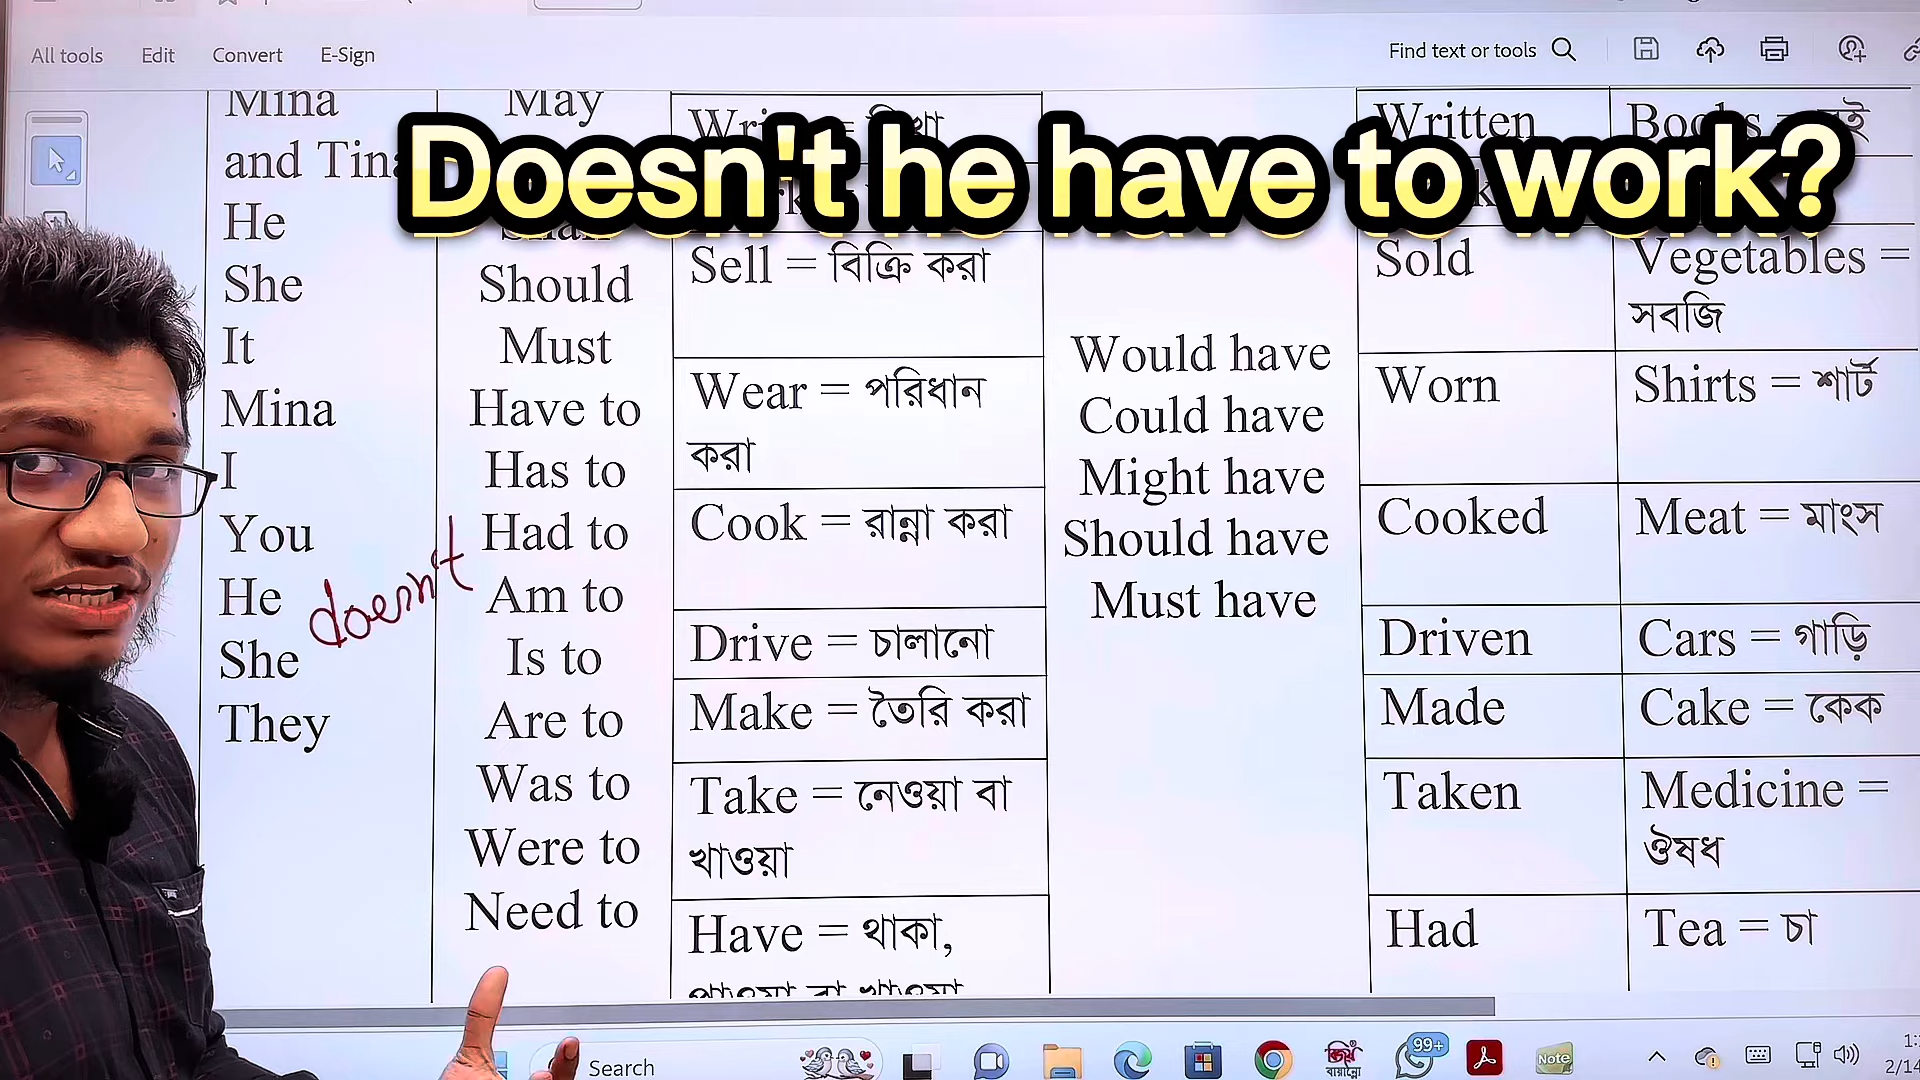 All tools Edit Convert E-Sign Find text or tools
Doesn't he have to work?
Mina
and Tina
He
She
It
Mina
I
You
He
She
They
doesn't
May
Should
Must
Have to
Has to
Had to
Am to
Is to
Are to
Was to
Were to
Need to
Sell = বিক্রি করা
Wear = পরিধান
করা
Cook = রান্না করা
Drive = চালানো
Make = তৈরি করা
Take = নেওয়া বা
খাওয়া
Have = থাকা,
Would have
Could have
Might have
Should have
Must have
Written
Sold
Worn
Cooked
Driven
Made
Taken
Had
Books = বই
Vegetables =
সবজি
Shirts = শার্ট
Meat = মাংস
Cars = গাড়ি
Cake = কেক
Medicine =
ঔষধ
Tea = চা
Search
99+
Note